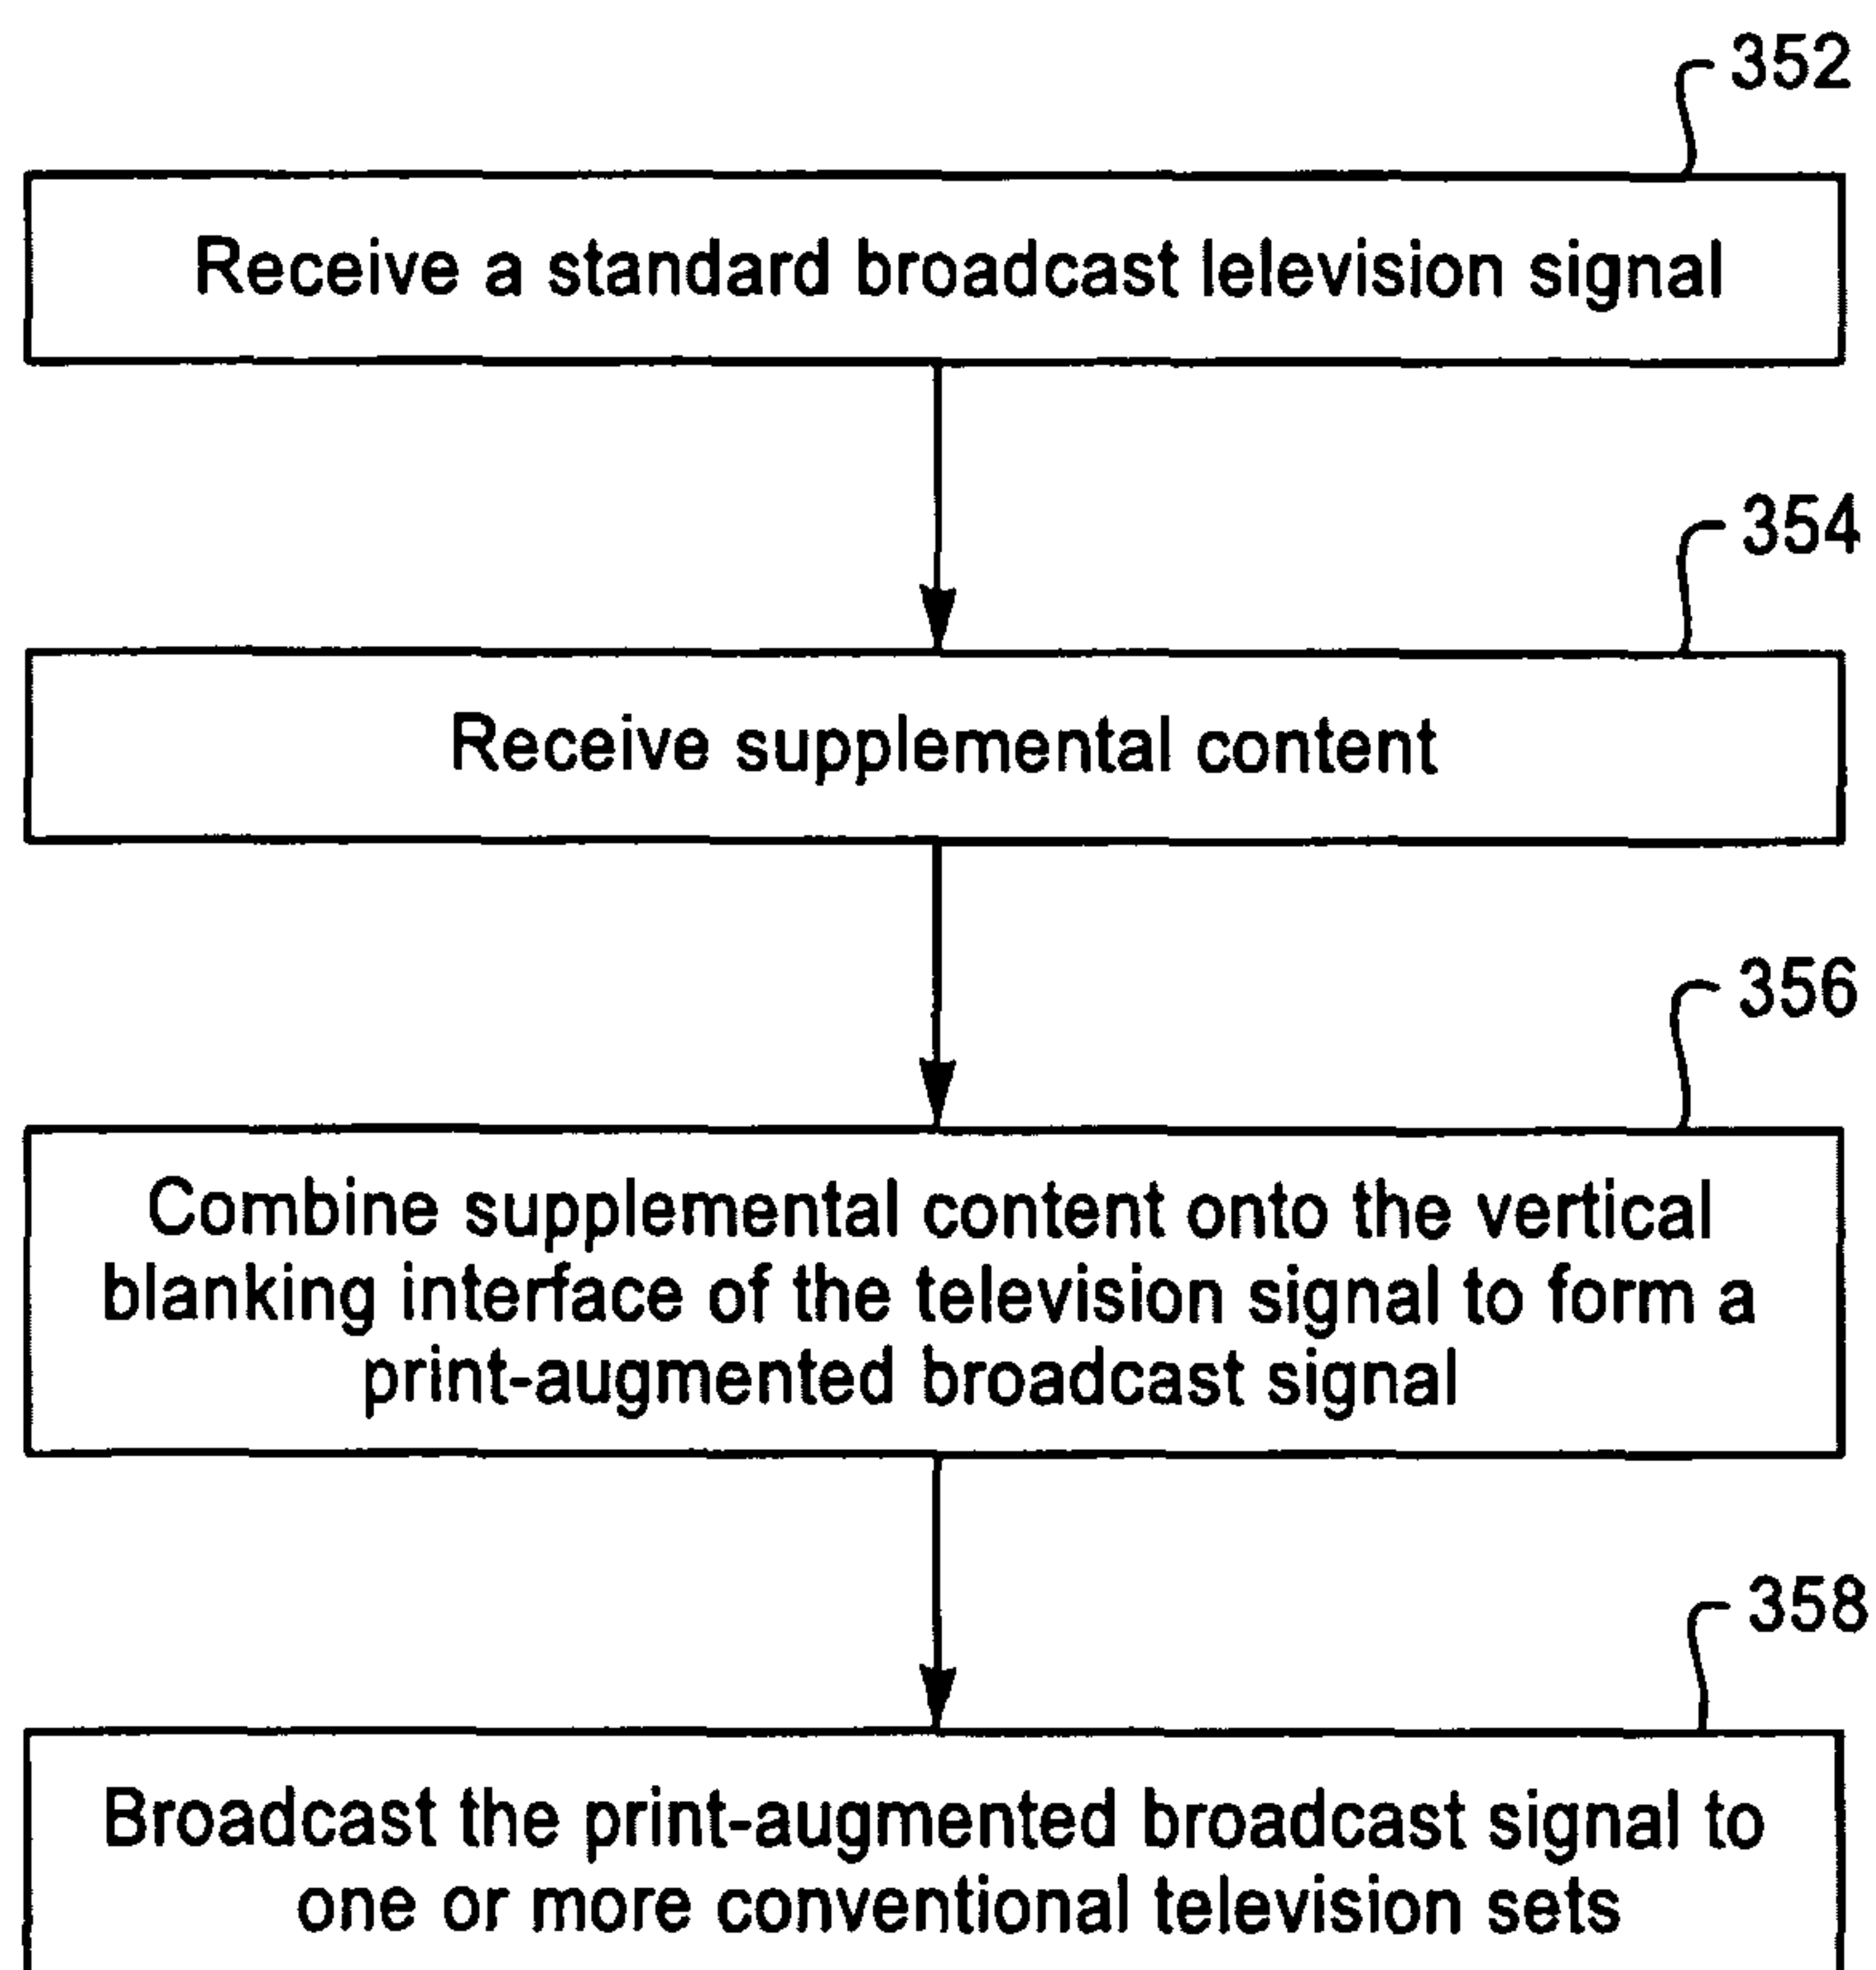 352
Receive a standard broadcast lelevision signal
354
Receive supplemental content
356
Combine supplemental content onto the vertical
blanking interface of the television signal to form a
print-augmented broadcast signal
358
Broadcast the print-augmented broadcast signal to
one or more conventional television sets